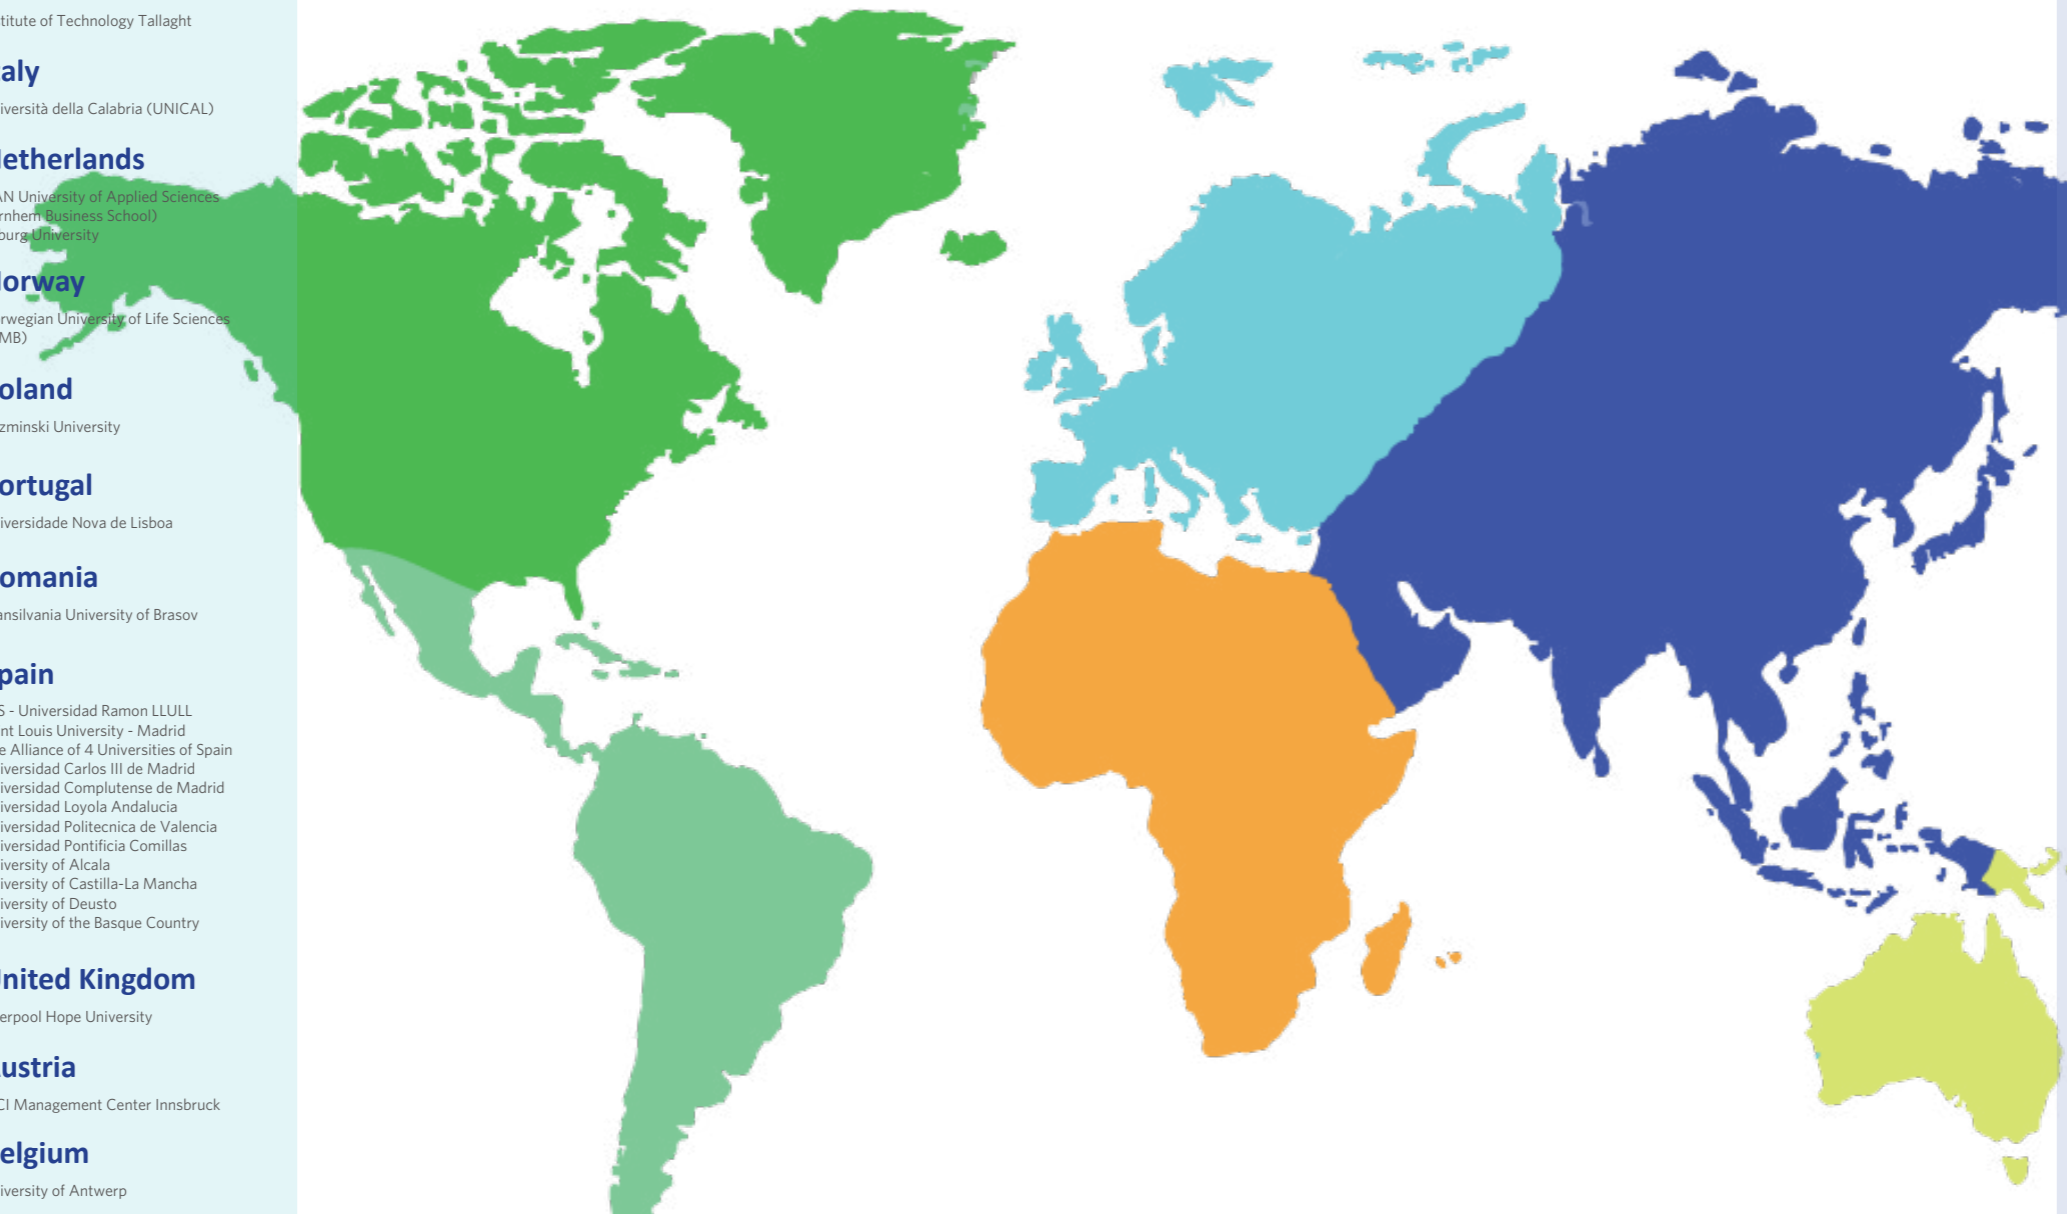 titute of Technology Tallaght
aly
iversità della Calabria (UNICAL)
etherlands
AN University of Applied Sciences
rnhem Business School)
burg University
orway
rwegian University of Life Sciences
MB)
oland
zminski University
ortugal
iversidade Nova de Lisboa
omania
ansilvania University of Brasov
pain
S - Universidad Ramon LLULL
nt Louis University - Madrid
e Alliance of 4 Universities of Spain
iversidad Carlos III de Madrid
iversidad Complutense de Madrid
iversidad Loyola Andalucia
iversidad Politecnica de Valencia
iversidad Pontificia Comillas
iversity of Alcala
iversity of Castilla-La Mancha
iversity of Deusto
iversity of the Basque Country
nited Kingdom
erpool Hope University
ustria
CI Management Center Innsbruck
elgium
iversity of Antwerp